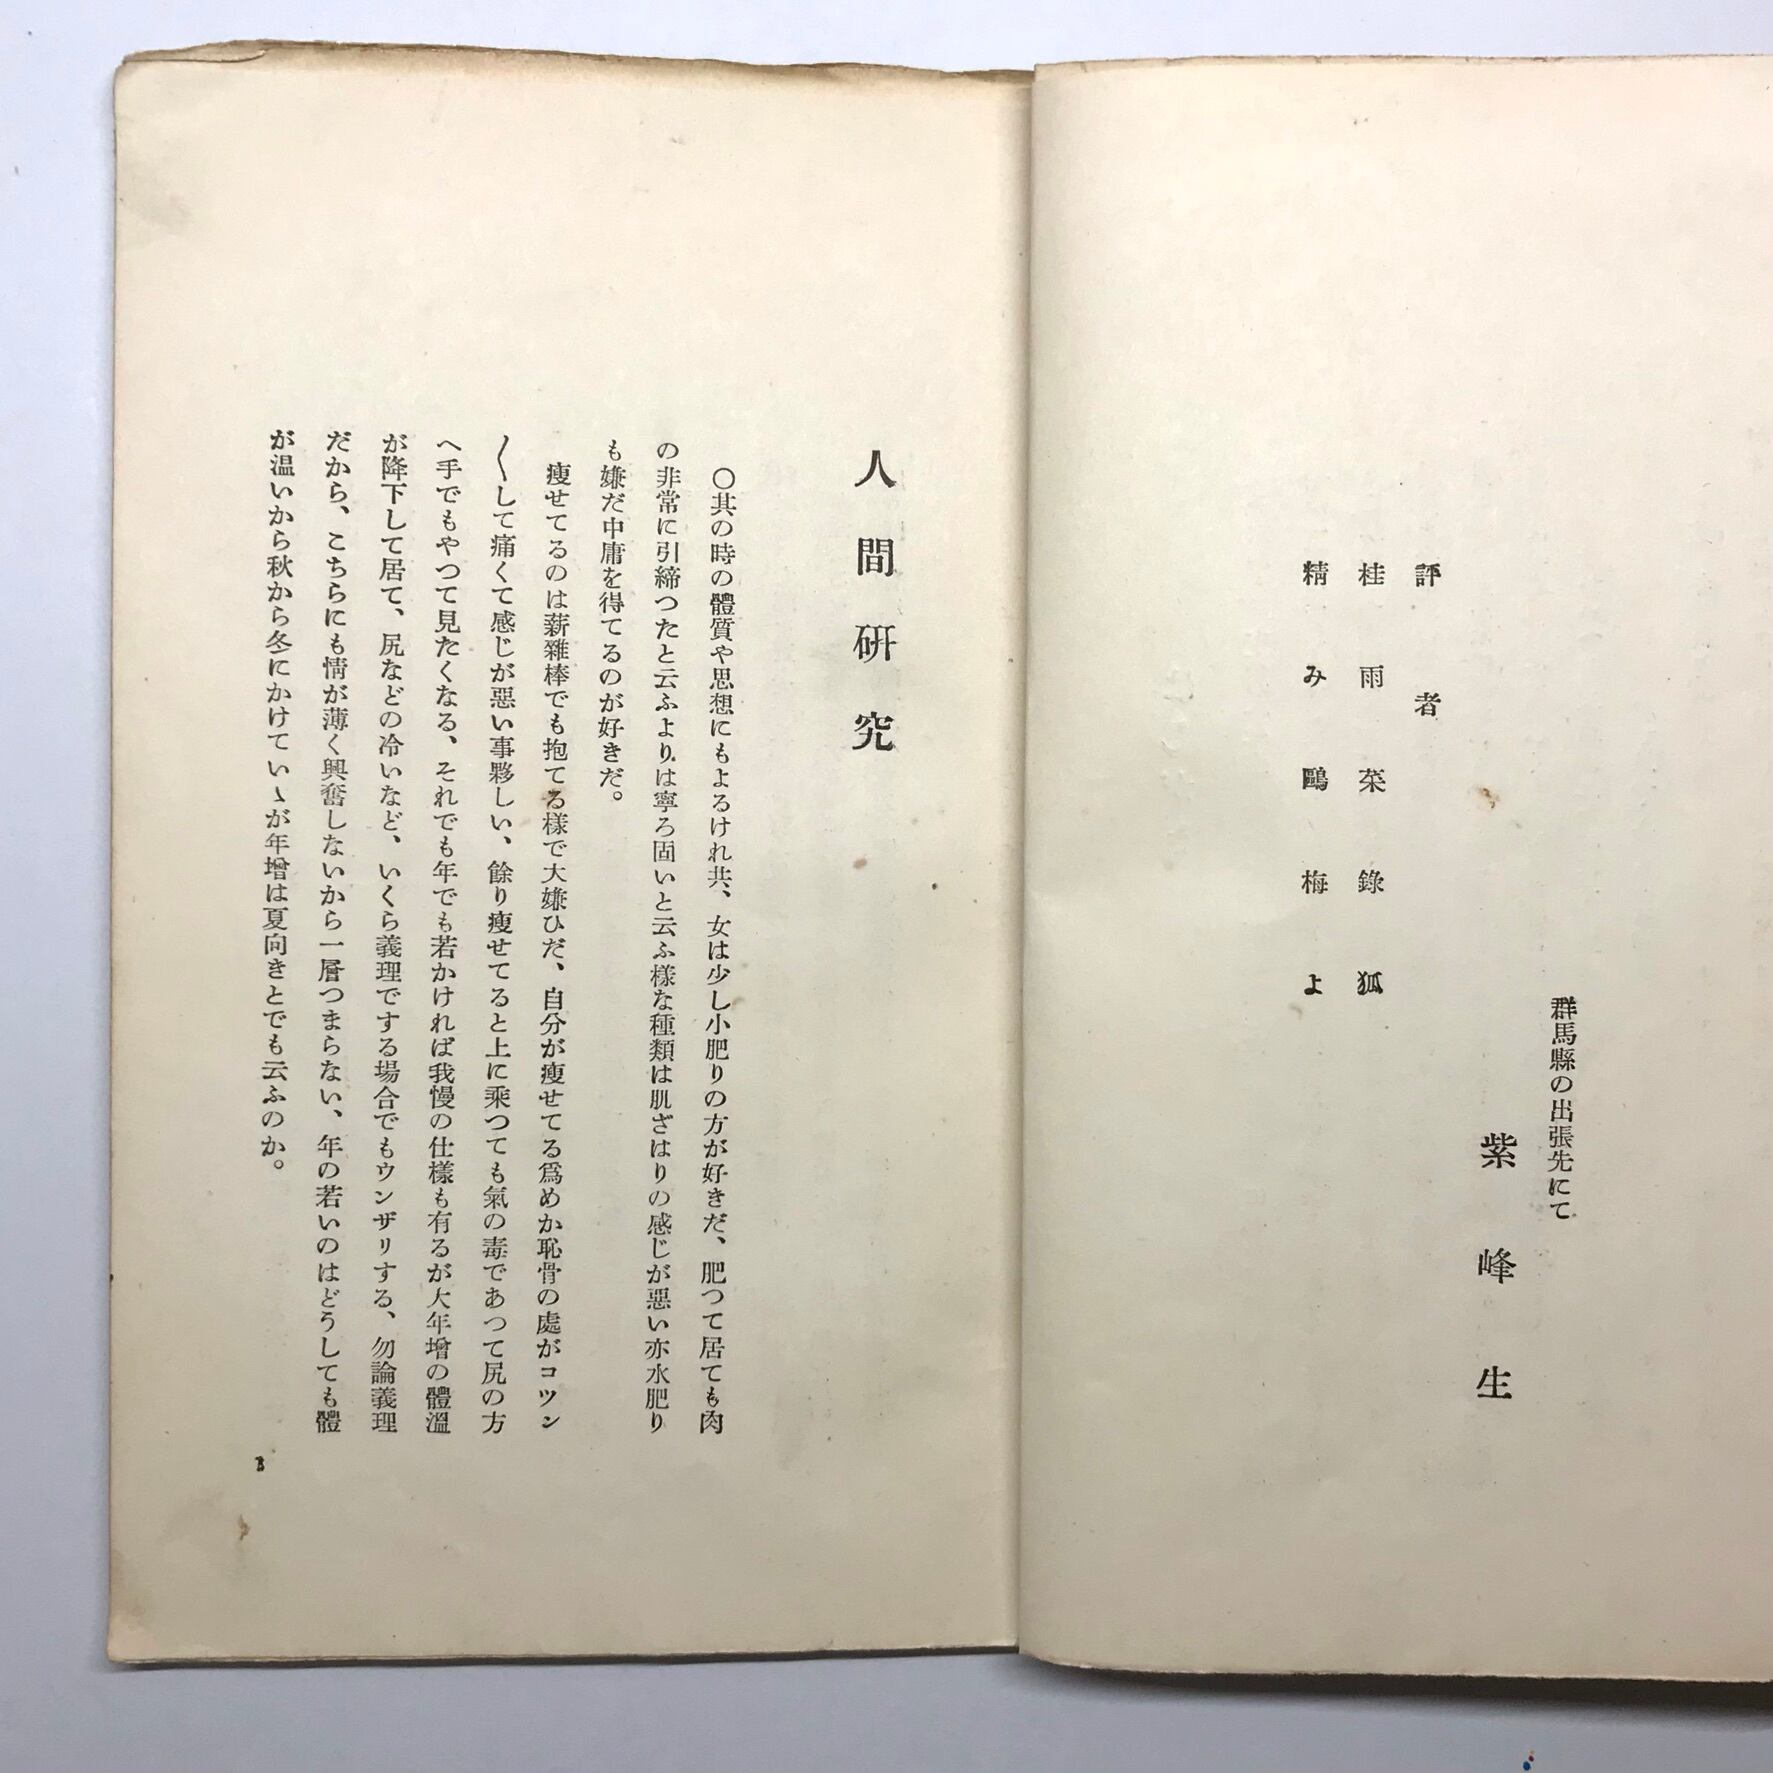 群馬縣の出張先にて
紫峰生
評者
桂雨菜錄狐
精み鷗梅よ
人間研究
〇其の時の體質や思想にもよるけれ共、女は少し小肥りの方が好きだ、肥つて居ても肉
の非常に引締つたと云ふよりは寧ろ固いと云ふ様な種類は肌ざはりの感じが惡い亦水肥り
も嫌だ中庸を得てるのが好きだ。
瘦せてるのは薪雜棒でも抱てる様で大嫌ひだ、自分が瘦せてる爲めか恥骨の處がコツン
〱して痛くて感じが惡い事夥しい、餘り瘦せてると上に乘つても氣の毒であつて尻の方
へ手でもやつて見たくなる、それでも年でも若かければ我慢の仕樣も有るが大年增の體溫
が降下して居て、尻などの冷いなど、いくら義理でする場合でもウンザリする、勿論義理
だから、こちらにも情が薄く興奮しないから一層つまらない、年の若いのはどうしても體
が温いから秋から冬にかけていゝが年增は夏向きとでも云ふのか。